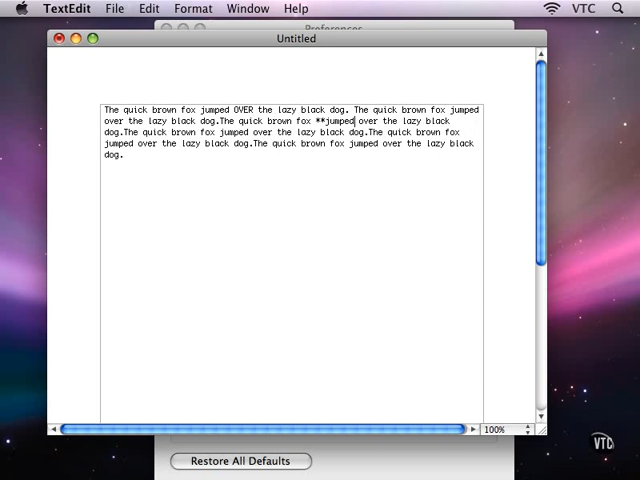 TextEdit File Edit Format Window Help VTC
Preferences
Untitled
The quick brown fox jumped OVER the lazy black dog. The quick brown fox jumped
over the lazy black dog.The quick brown fox **jumped over the lazy black
dog.The quick brown fox jumped over the lazy black dog.The quick brown fox
jumped over the lazy black dog.The quick brown fox jumped over the lazy black
dog.
100%
VTC
Restore All Defaults